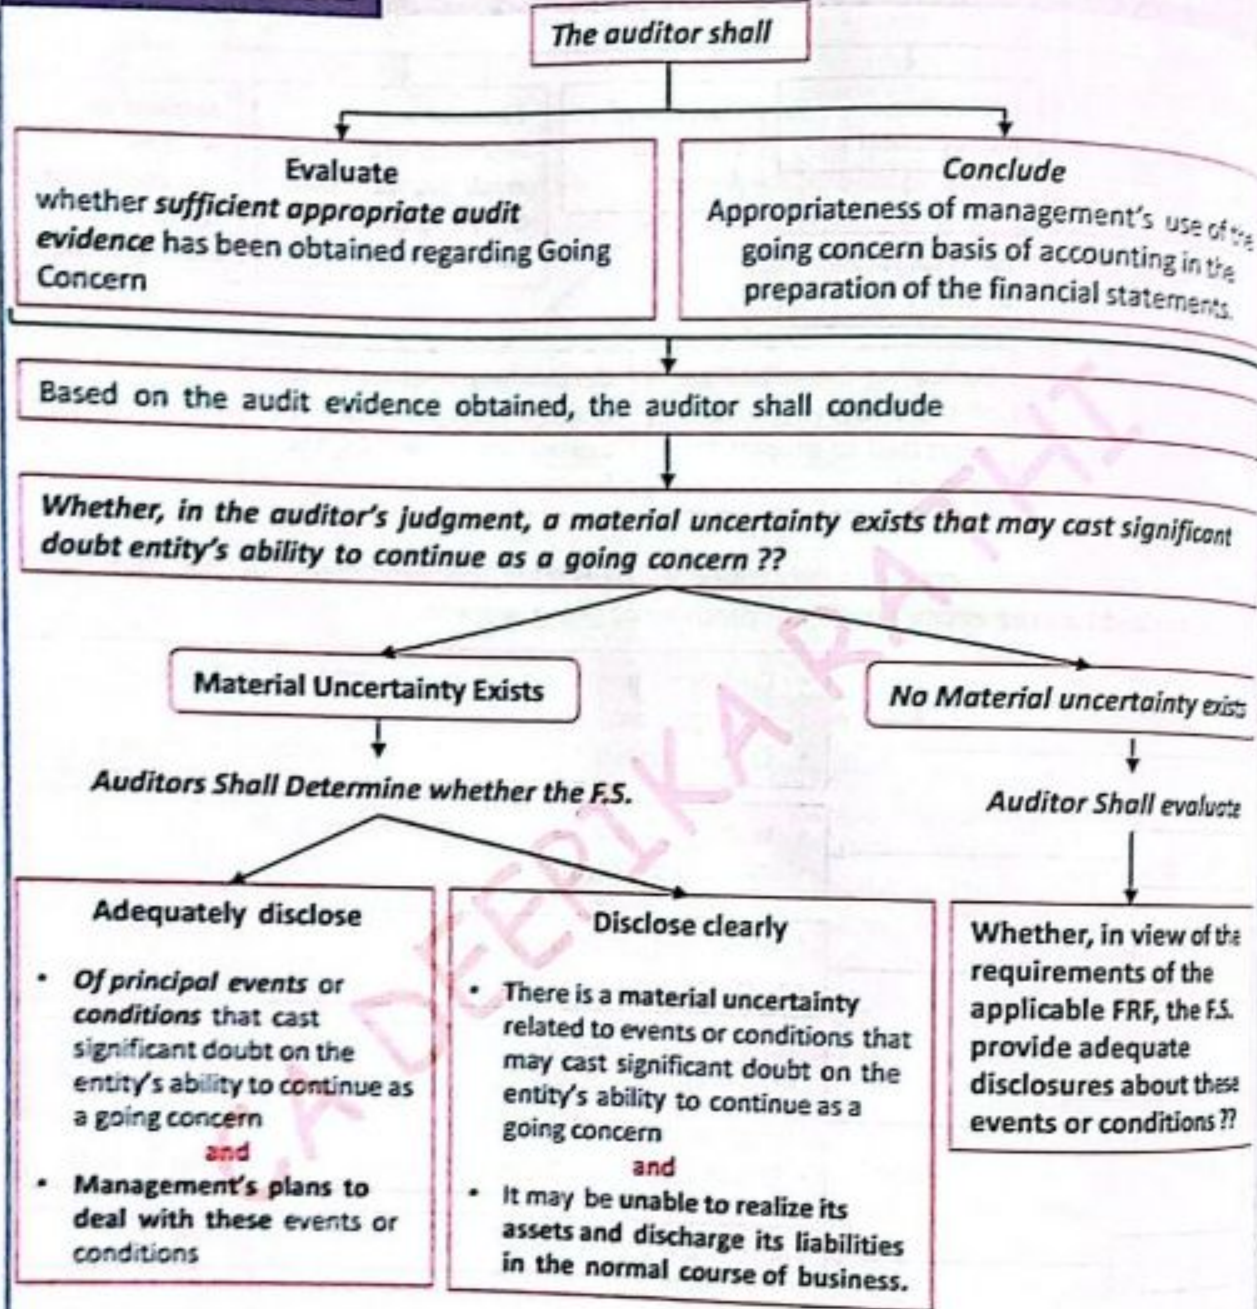 The auditor shall
Evaluate
whether sufficient appropriate audit
evidence has been obtained regarding Going
Concern
Conclude
Appropriateness of management's use of the
going concern basis of accounting in the
preparation of the financial statements.
Based on the audit evidence obtained, the auditor shall conclude
Whether, in the auditor's judgment, a material uncertainty exists that may cast significant
doubt entity's ability to continue as a going concern ??
Material Uncertainty Exists
No Material uncertainty exists
Auditors Shall Determine whether the F.S.
Auditor Shall evaluate
Adequately disclose
• Of principal events or
conditions that cast
significant doubt on the
entity's ability to continue as
a going concern
and
• Management's plans to
deal with these events or
conditions
Disclose clearly
• There is a material uncertainty
related to events or conditions that
may cast significant doubt on the
entity's ability to continue as a
going concern
and
• It may be unable to realize its
assets and discharge its liabilities
in the normal course of business.
Whether, in view of the
requirements of the
applicable FRF, the F.S.
provide adequate
disclosures about these
events or conditions ??
CA DEEPIKA RATHI